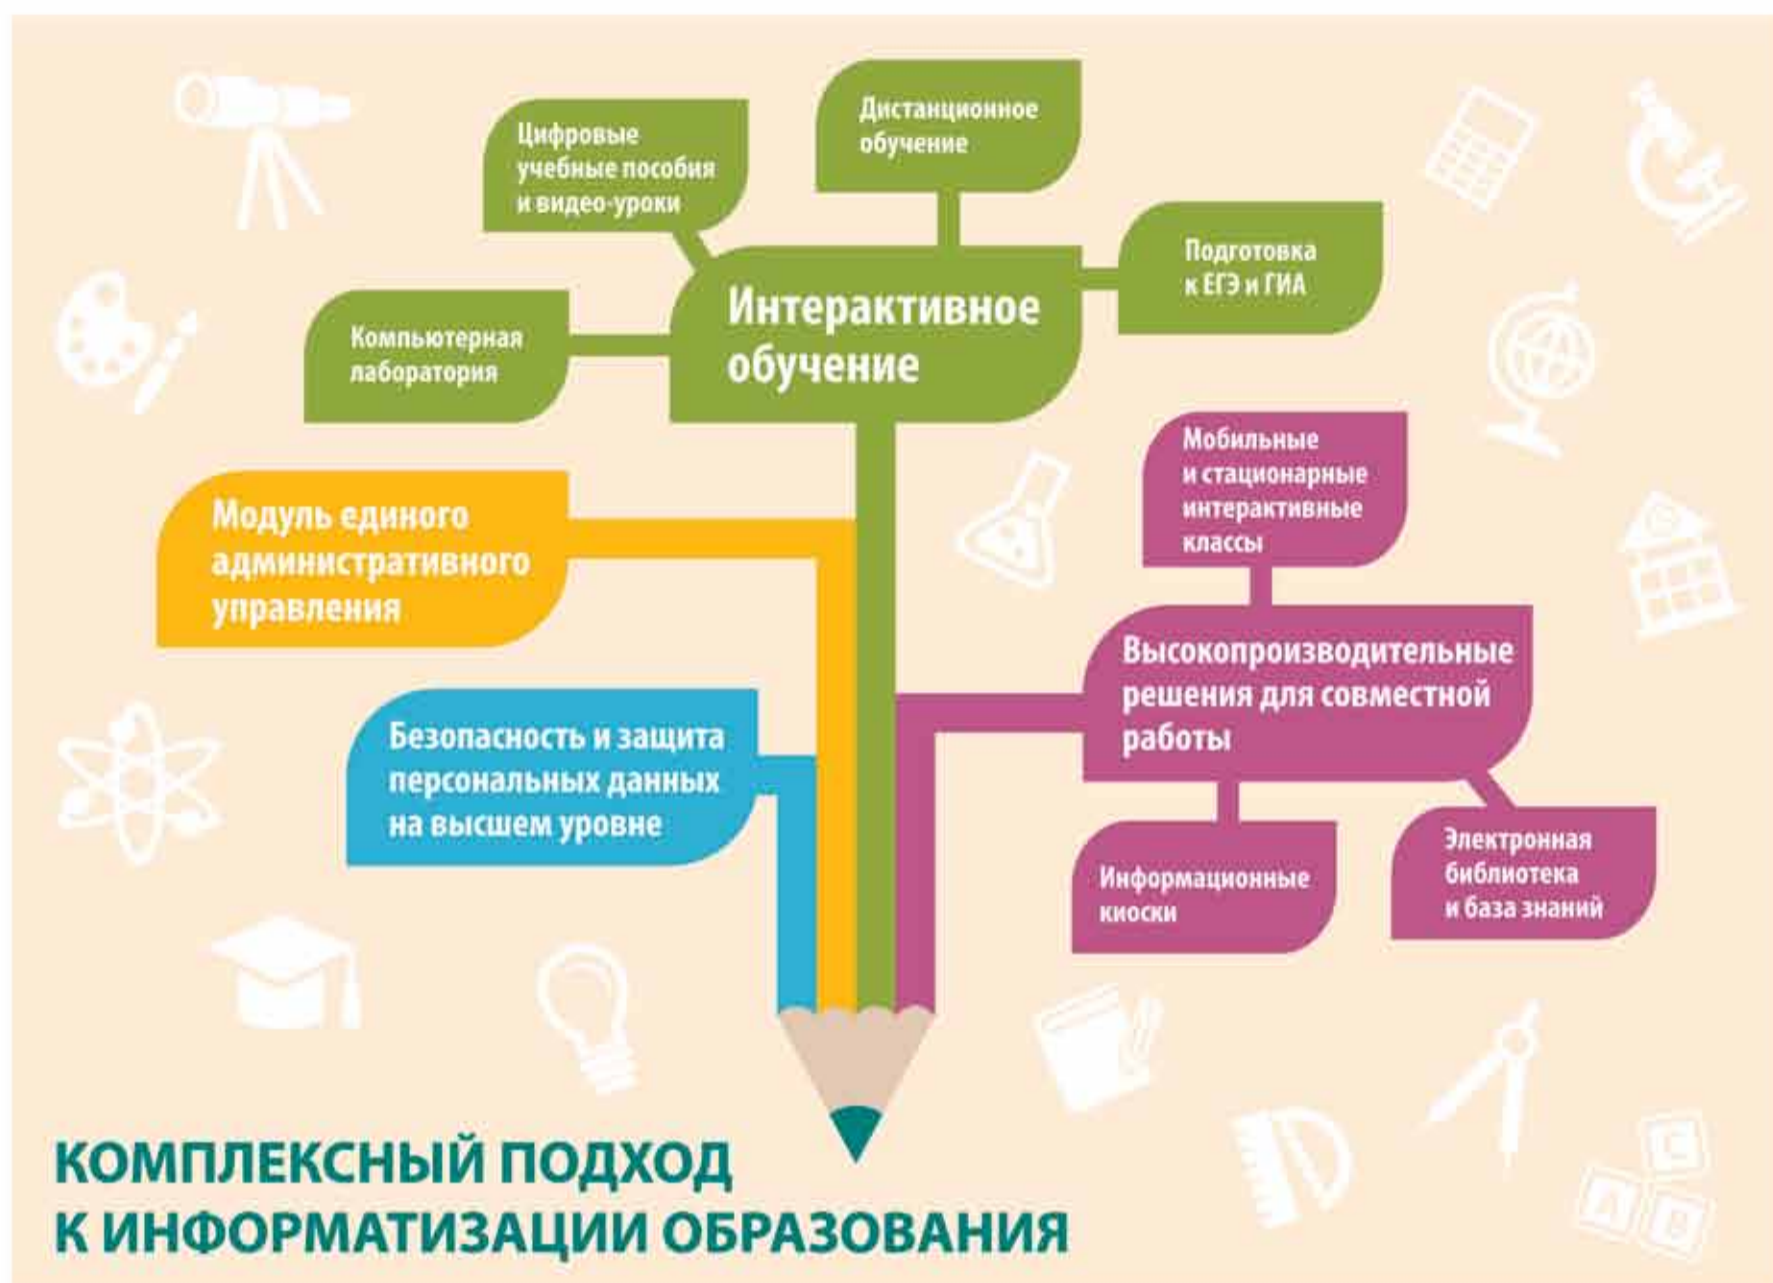 Дистанционное
обучение
Цифровые
учебные пособия
и видео-уроки
Подготовка
к ЕГЭ и ГИА
Интерактивное
обучение
Компьютерная
лаборатория
Мобильные
и стационарные
интерактивные
классы
Модуль единого
административного
управления
Высокопроизводительные
решения для совместной
работы
Безопасность и защита
персональных данных
на высшем уровне
Информационные
киоски
Электронная
библиотека
и база знаний
КОМПЛЕКСНЫЙ ПОДХОД
К ИНФОРМАТИЗАЦИИ ОБРАЗОВАНИЯ
C
A
B